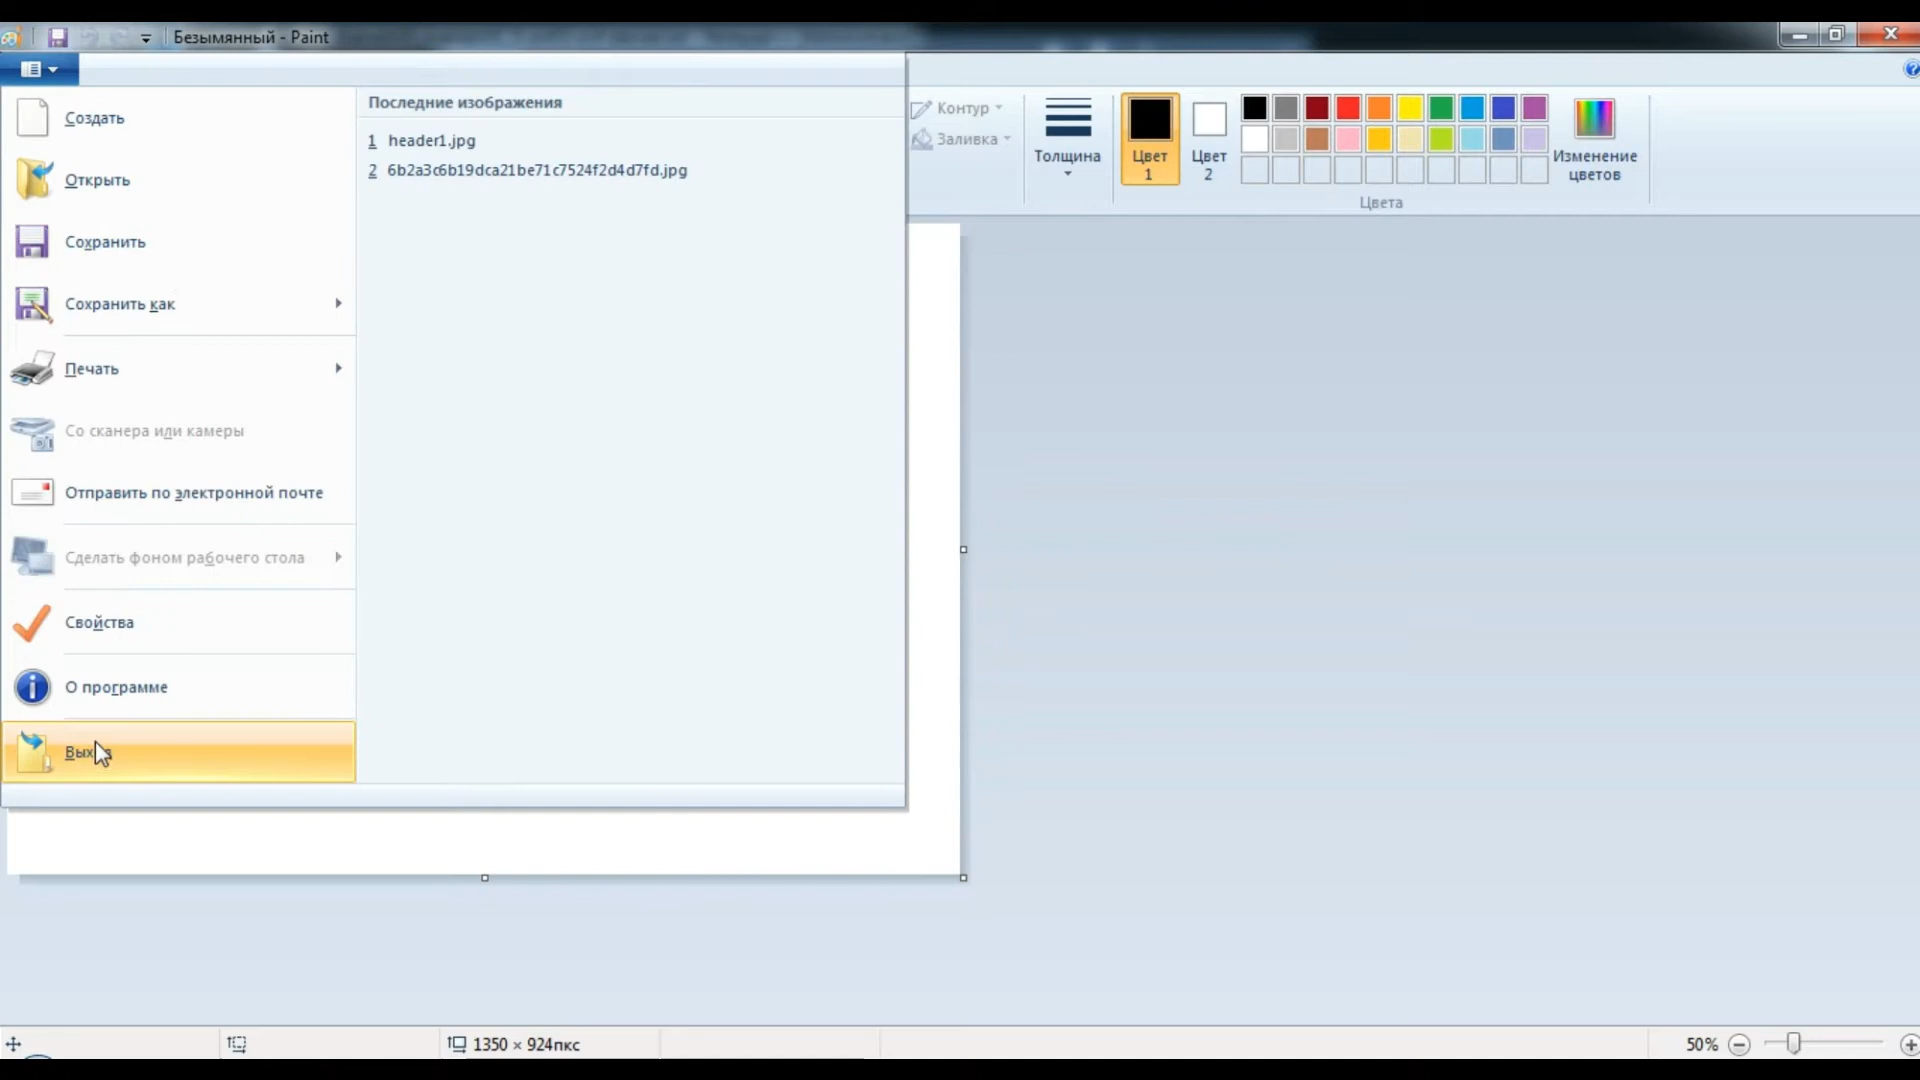 Безымянный - Paint
Создать
Открыть
Сохранить
Сохранить как
Печать
Со сканера или камеры
Отправить по электронной почте
Сделать фоном рабочего стола
Свойства
О программе
Последние изображения
1 header1.jpg
2 6b2a3c6b19dca21be71c7524f2d4d7fd.jpg
Контур
Заливка
Толщина
Цвет
1
Цвет
2
Изменение
цветов
Цвета
1350 × 924пкс
50%